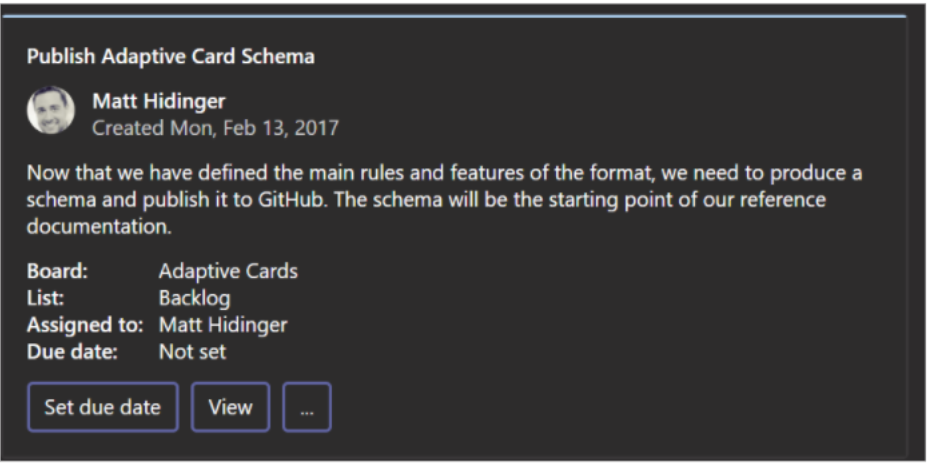 Publish Adaptive Card Schema
Matt Hidinger
Created Mon, Feb 13, 2017
Now that we have defined the main rules and features of the format, we need to produce a
schema and publish it to GitHub. The schema will be the starting point of our reference
documentation.
Board: Adaptive Cards
List: Backlog
Assigned to: Matt Hidinger
Due date: Not set
Set due date View ...